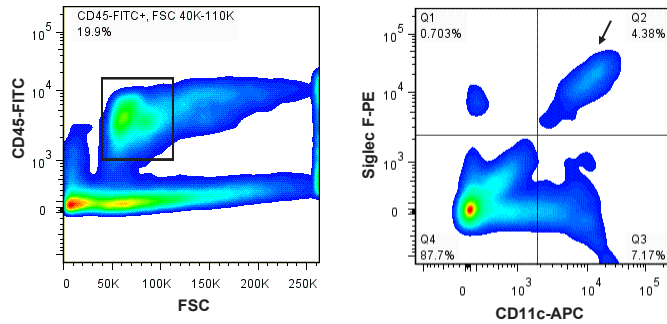 CD45-FITC+, FSC 40K-110K
19.9%
10^5
10^4
10^3
0
CD45-FITC
0
50K
100K
150K
200K
250K
FSC
Q1
0.703%
Q2
4.38%
10^5
10^4
10^3
0
Siglec F-PE
Q4
87.7%
Q3
7.17%
0
10^3
10^4
10^5
CD11c-APC